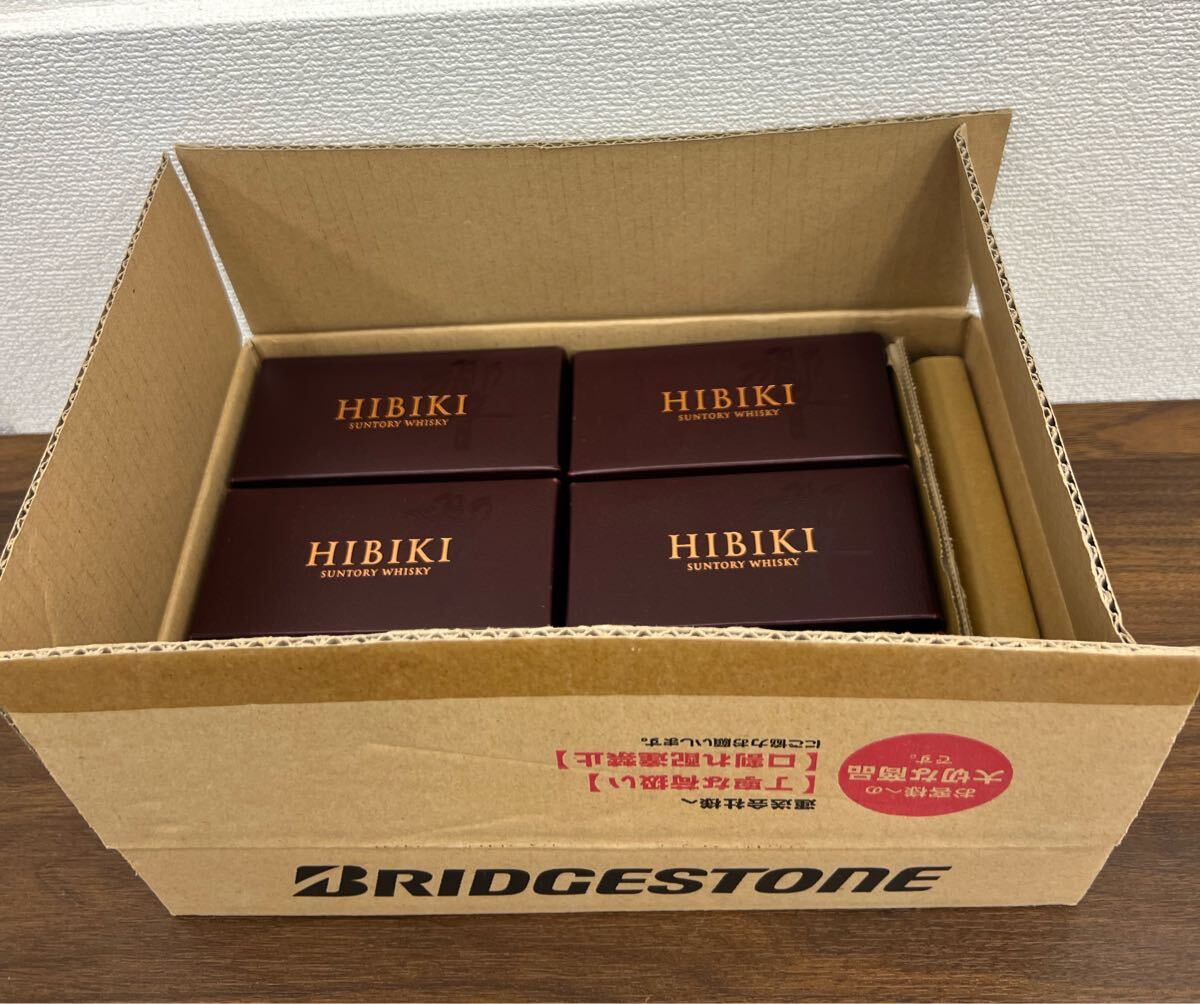 HIBIKI
SUNTORY WHISKY
HIBIKI
SUNTORY WHISKY
HIBIKI
SUNTORY WHISKY
HIBIKI
SUNTORY WHISKY
お客様への
大切な商品
です。
運送会社様へ
【丁寧な荷扱い】
【口割れ配達禁止】
にご協力お願いします。
BRIDGESTONE